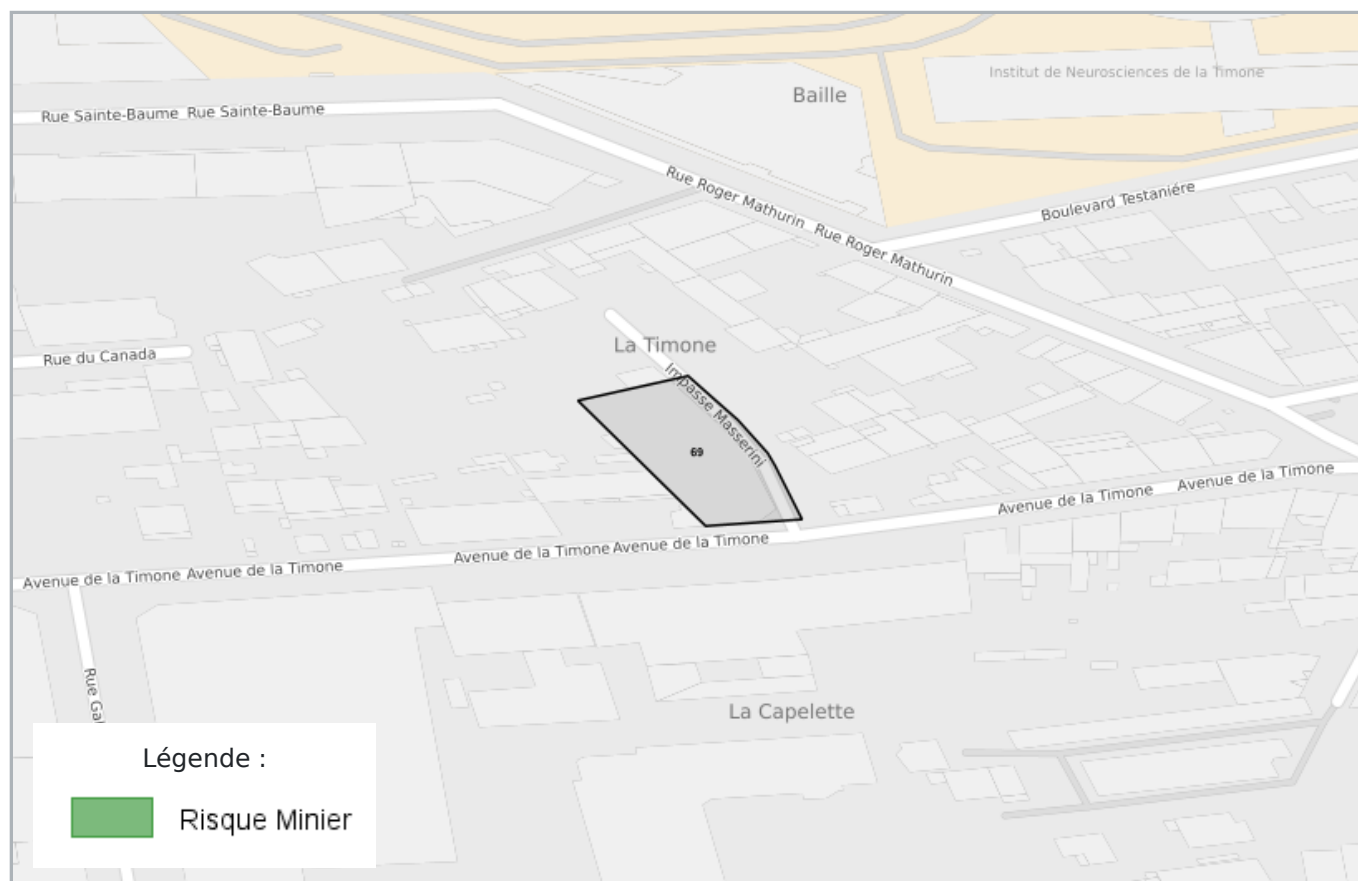 Institut de Neurosciences de la Timone
Baille
Rue Sainte-Baume Rue Sainte-Baume
Rue Roger Mathurin Rue Roger Mathurin
Boulevard Testaniére
La Timone
Rue du Canada
Impasse Masserini
69
Avenue de la Timone Avenue de la Timone
Avenue de la Timone Avenue de la Timone
Avenue de la Timone Avenue de la Timone
Rue Gal
La Capelette
Légende :
Risque Minier